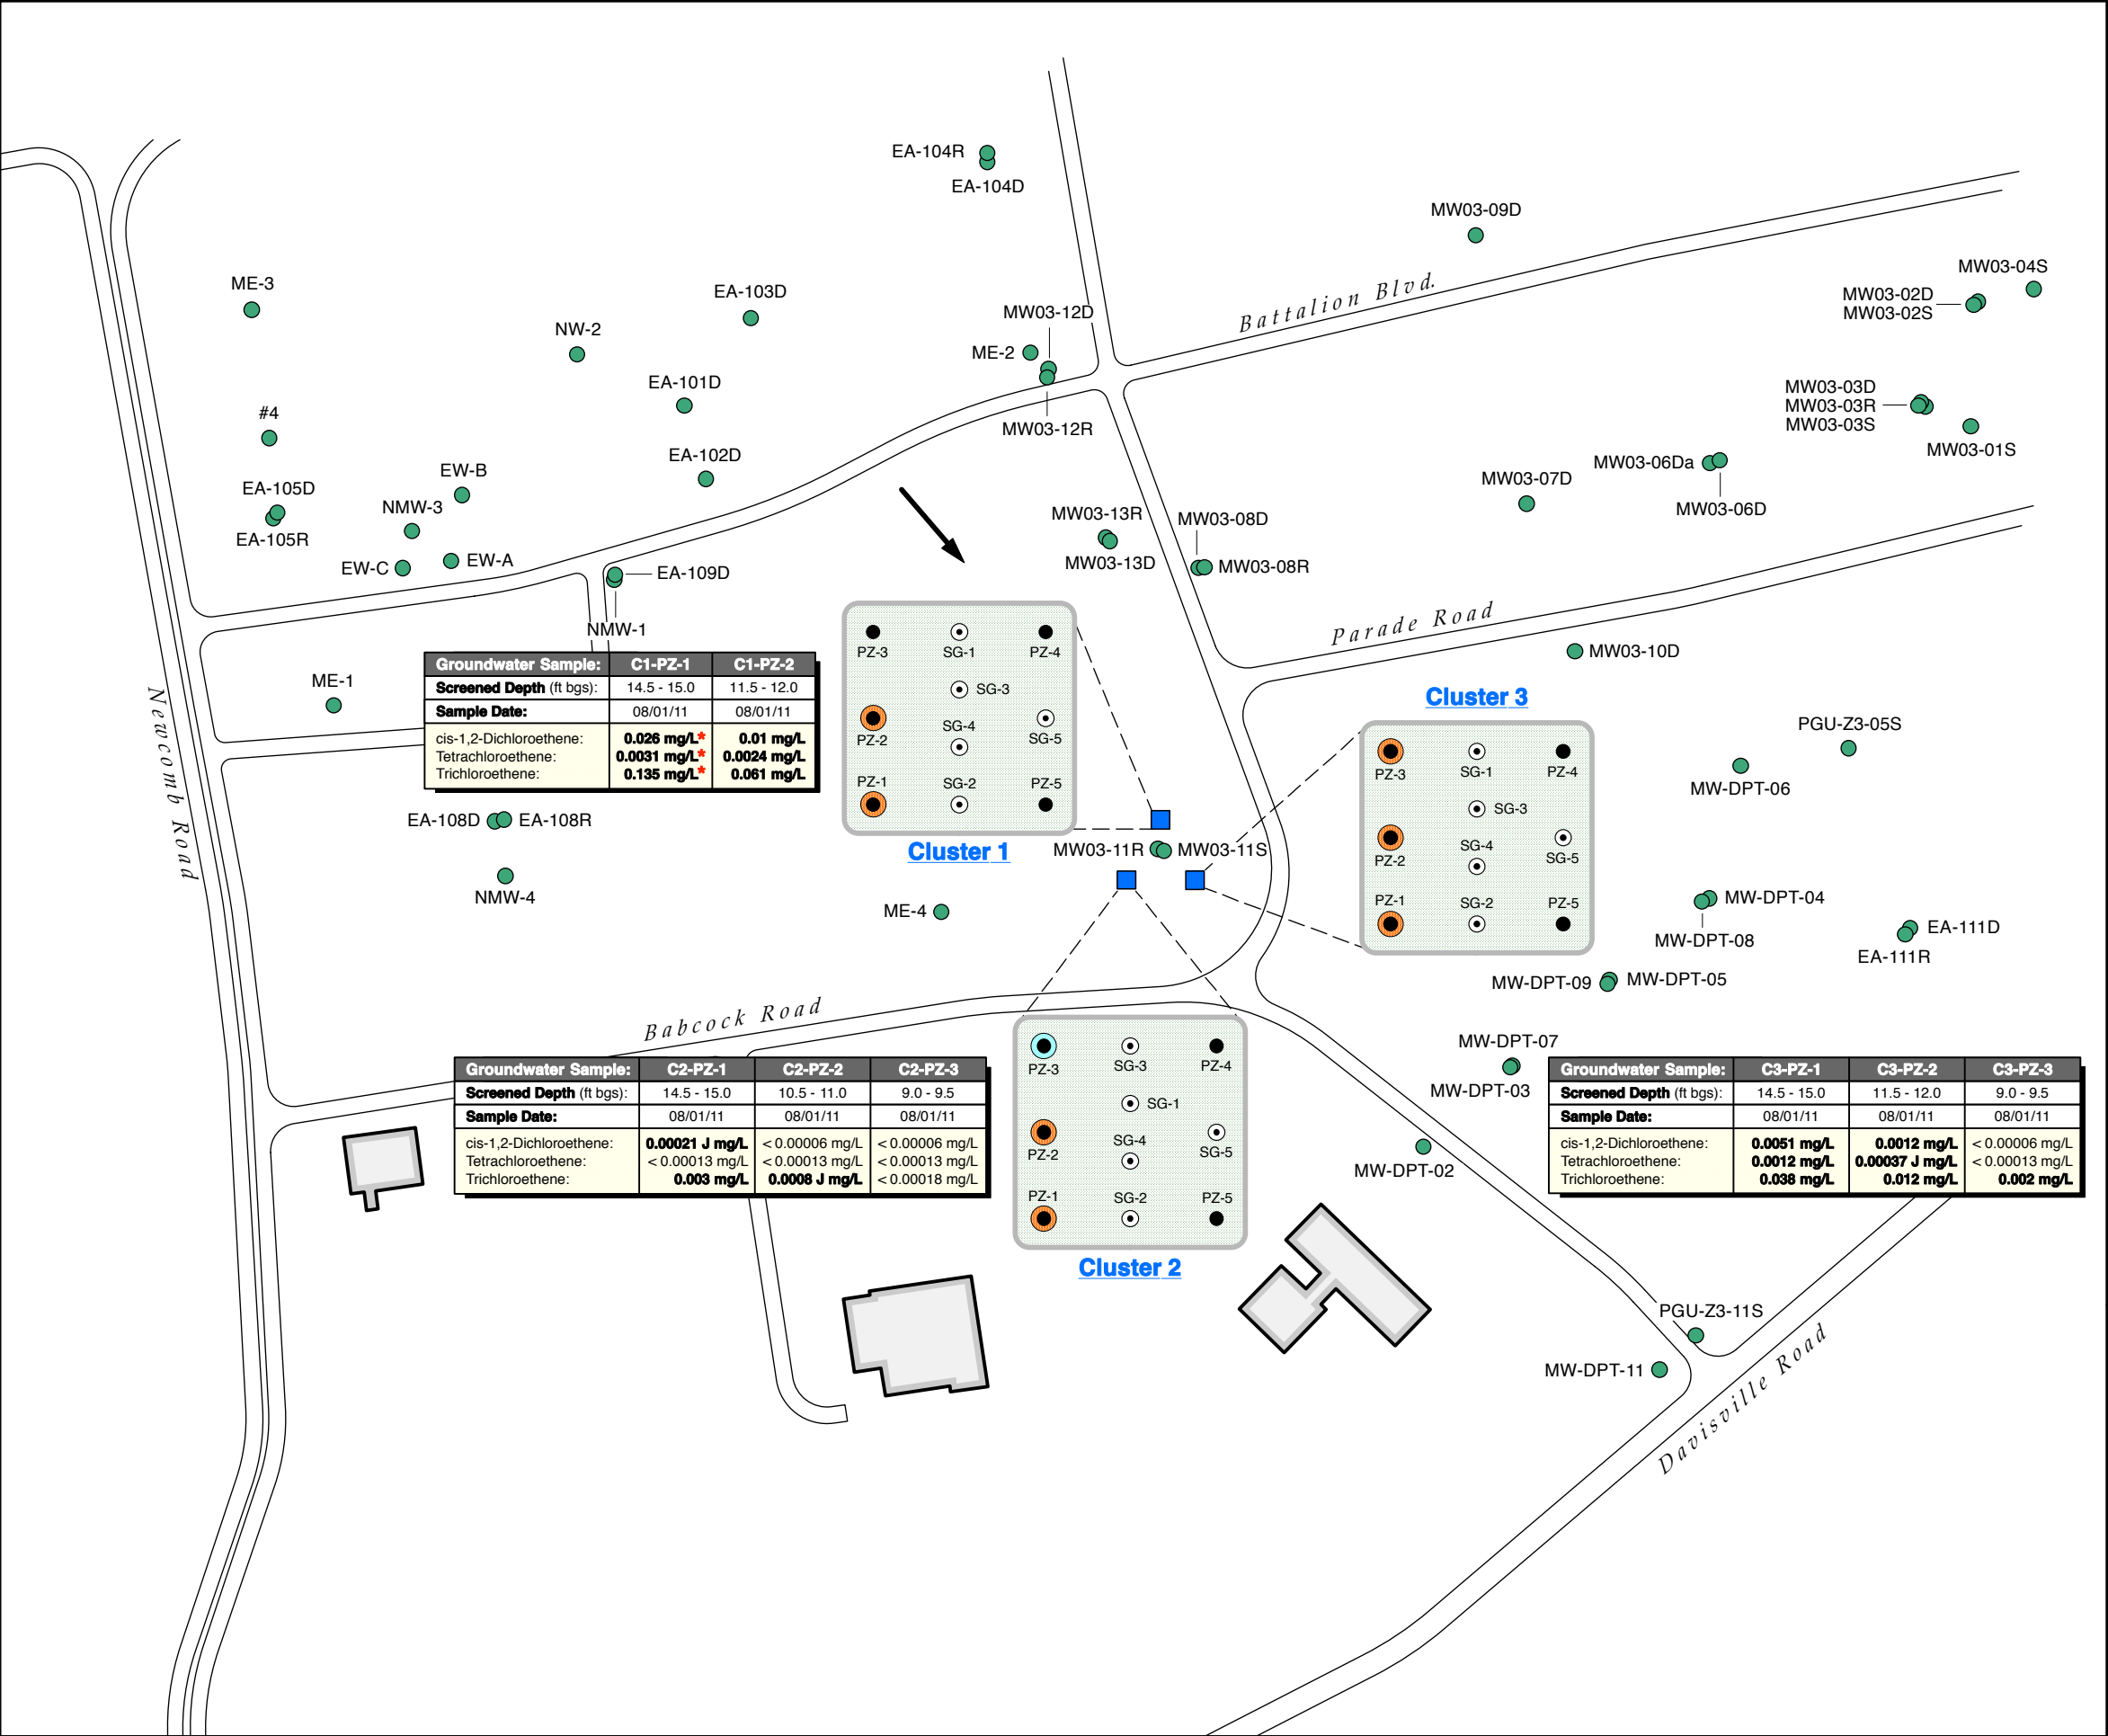 EA-104R
EA-104D
MW03-09D
Battalion Blvd.
MW03-04S
MW03-02D
MW03-02S
ME-3
EA-103D
NW-2
MW03-12D
ME-2
EA-101D
MW03-12R
MW03-03D
MW03-03R
MW03-03S
MW03-01S
#4
EA-102D
EW-B
EA-105D
NMW-3
EA-105R
EW-C
EW-A
EA-109D
NMW-1
MW03-06Da
MW03-06D
MW03-07D
MW03-13R
MW03-13D
MW03-08D
MW03-08R
Parade Road
MW03-10D
ME-1
Newcomb Road
Groundwater Sample: C1-PZ-1 C1-PZ-2
Screened Depth (ft bgs): 14.5 - 15.0 11.5 - 12.0
Sample Date: 08/01/11 08/01/11
cis-1,2-Dichloroethene: 0.026 mg/L* 0.01 mg/L
Tetrachloroethene: 0.0031 mg/L* 0.0024 mg/L
Trichloroethene: 0.135 mg/L* 0.061 mg/L
PZ-3 SG-1 PZ-4
SG-3
PZ-2 SG-4 SG-5
PZ-1 SG-2 PZ-5
Cluster 1
Cluster 3
PZ-3 SG-1 PZ-4
SG-3
PZ-2 SG-4 SG-5
PZ-1 SG-2 PZ-5
PGU-Z3-05S
MW-DPT-06
EA-108D
EA-108R
NMW-4
MW03-11R
MW03-11S
ME-4
MW-DPT-04
MW-DPT-08
EA-111D
EA-111R
MW-DPT-09
MW-DPT-05
Babcock Road
MW-DPT-07
MW-DPT-03
MW-DPT-02
Groundwater Sample: C2-PZ-1 C2-PZ-2 C2-PZ-3
Screened Depth (ft bgs): 14.5 - 15.0 10.5 - 11.0 9.0 - 9.5
Sample Date: 08/01/11 08/01/11 08/01/11
cis-1,2-Dichloroethene: 0.00021 J mg/L < 0.00006 mg/L < 0.00006 mg/L
Tetrachloroethene: < 0.00013 mg/L < 0.00013 mg/L < 0.00013 mg/L
Trichloroethene: 0.003 mg/L 0.0008 J mg/L < 0.00018 mg/L
PZ-3 SG-3 PZ-4
SG-1
PZ-2 SG-4 SG-5
PZ-1 SG-2 PZ-5
Cluster 2
Groundwater Sample: C3-PZ-1 C3-PZ-2 C3-PZ-3
Screened Depth (ft bgs): 14.5 - 15.0 11.5 - 12.0 9.0 - 9.5
Sample Date: 08/01/11 08/01/11 08/01/11
cis-1,2-Dichloroethene: 0.0051 mg/L 0.0012 mg/L < 0.00006 mg/L
Tetrachloroethene: 0.0012 mg/L 0.00037 J mg/L < 0.00013 mg/L
Trichloroethene: 0.038 mg/L 0.012 mg/L 0.002 mg/L
PGU-Z3-11S
MW-DPT-11
Davisville Road